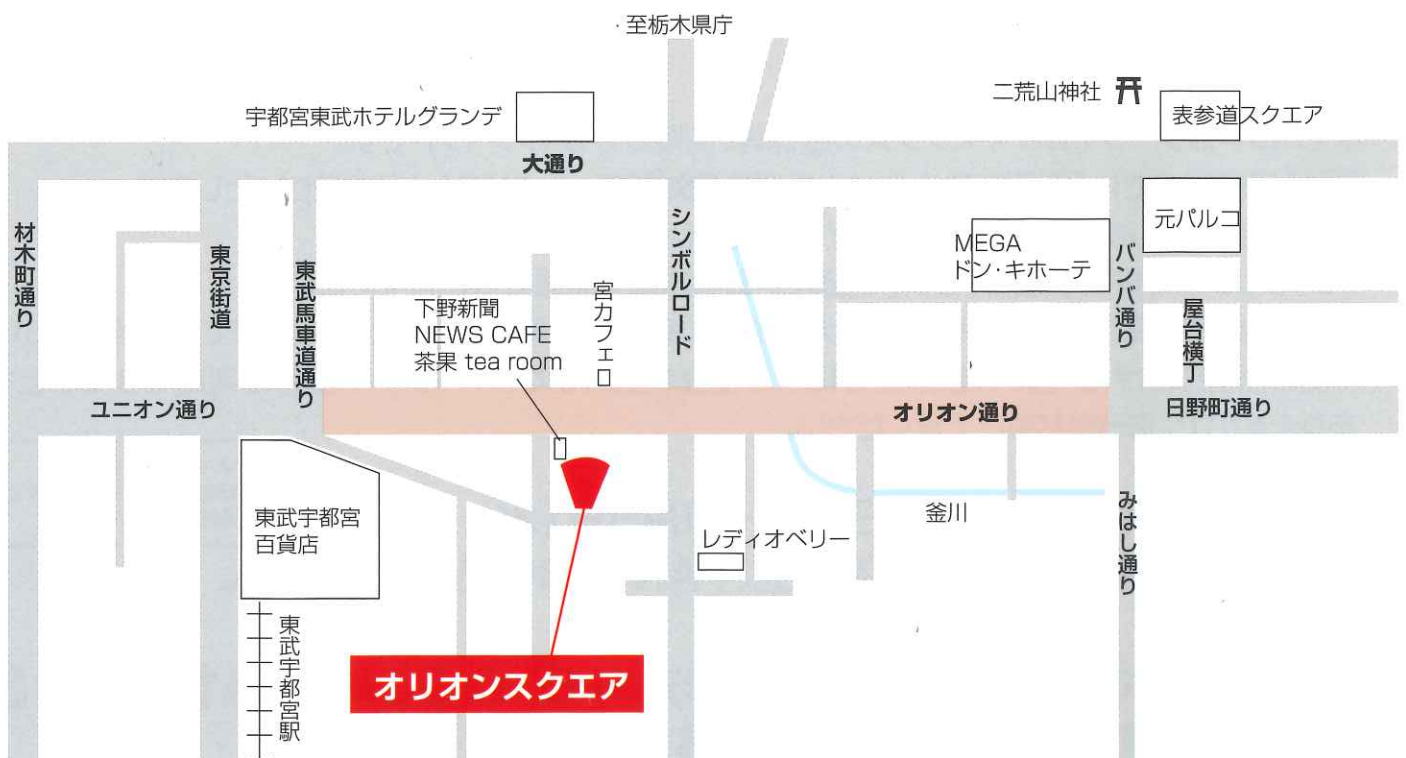 至栃木県庁
二荒山神社
表参道スクエア
宇都宮東武ホテルグランデ
大通り
材木町通り
東京街道
東武馬車道通り
シンボルロード
元パルコ
MEGA
ドン・キホーテ
バンバ通り
屋台横丁
宮カフェ
下野新聞
NEWS CAFE
茶果 tea room
ユニオン通り
オリオン通り
日野町通り
東武宇都宮
百貨店
レディオベリー
釜川
みはし通り
東武宇都宮駅
オリオンスクエア